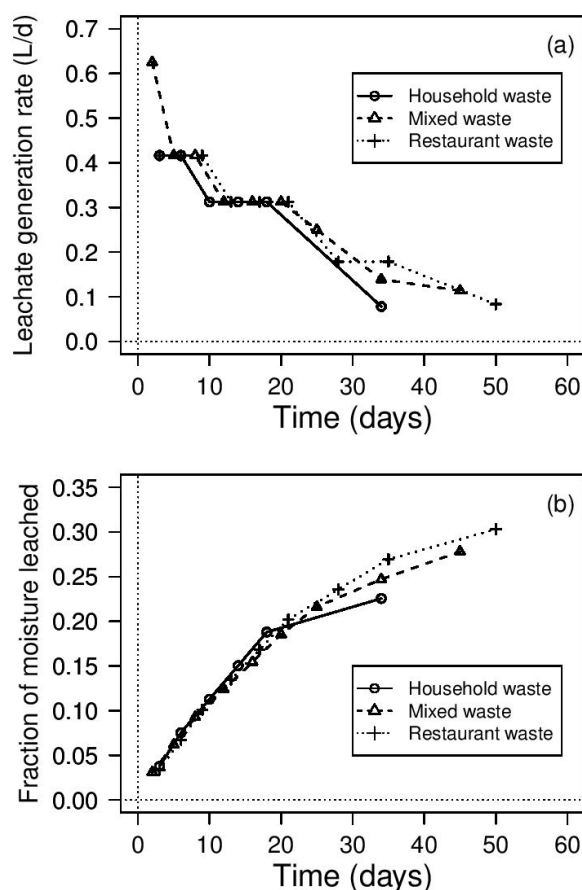 Leachate generation rate (L/d)
0.7
0.6
0.5
0.4
0.3
0.2
0.1
0.0
(a)
Household waste
Mixed waste
Restaurant waste
0 10 20 30 40 50 60
Time (days)
Fraction of moisture leached
0.35
0.30
0.25
0.20
0.15
0.10
0.05
0.00
(b)
Household waste
Mixed waste
Restaurant waste
0 10 20 30 40 50 60
Time (days)